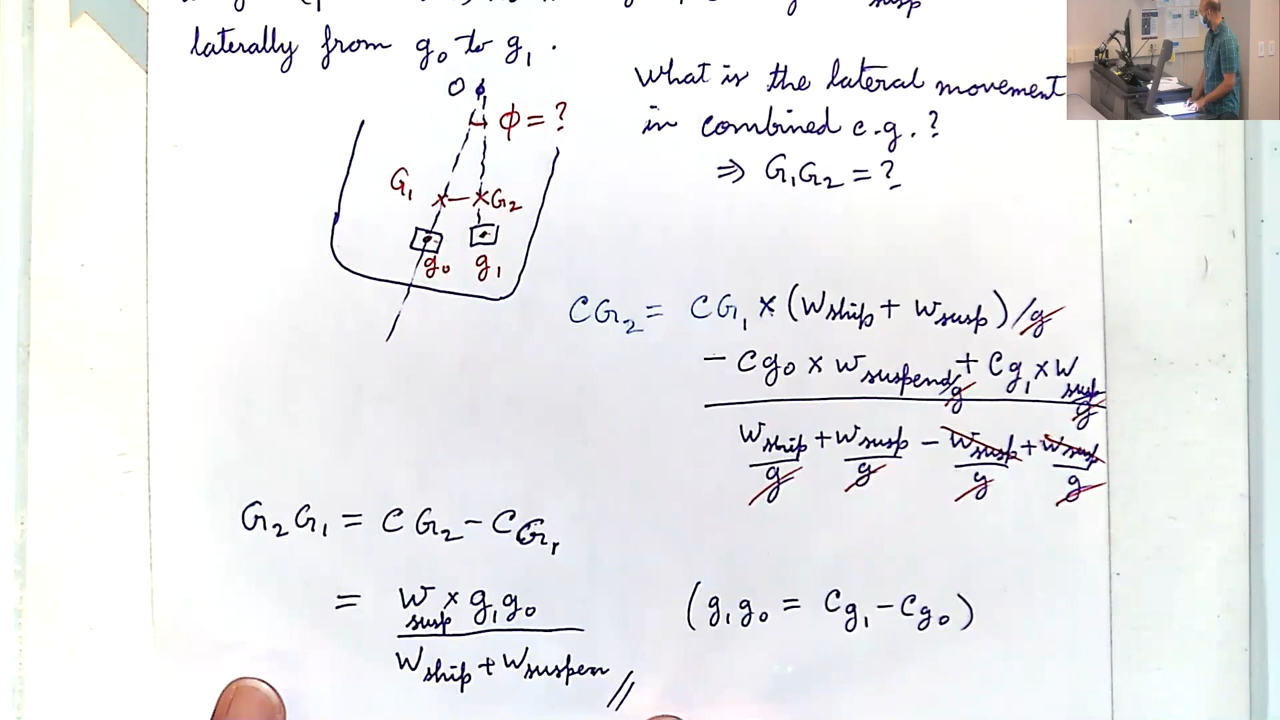 laterally from g₀ to g₁ .
What is the lateral movement
in combined c.g. ?
⇒ G₁G₂ = ?
O
ϕ = ?
G₁
G₂
g₀ g₁
CG₂ = CG₁ × (Wship + Wsusp) / g
- Cg₀ × Wsuspend/g + Cg₁ × Wsusp/g
Wship/g + Wsusp/g - Wsusp/g + Wsusp/g
G₂G₁ = CG₂ - CG₁
= Wsusp × g₁g₀
(g₁g₀ = Cg₁ - Cg₀)
Wship + Wsuspen //